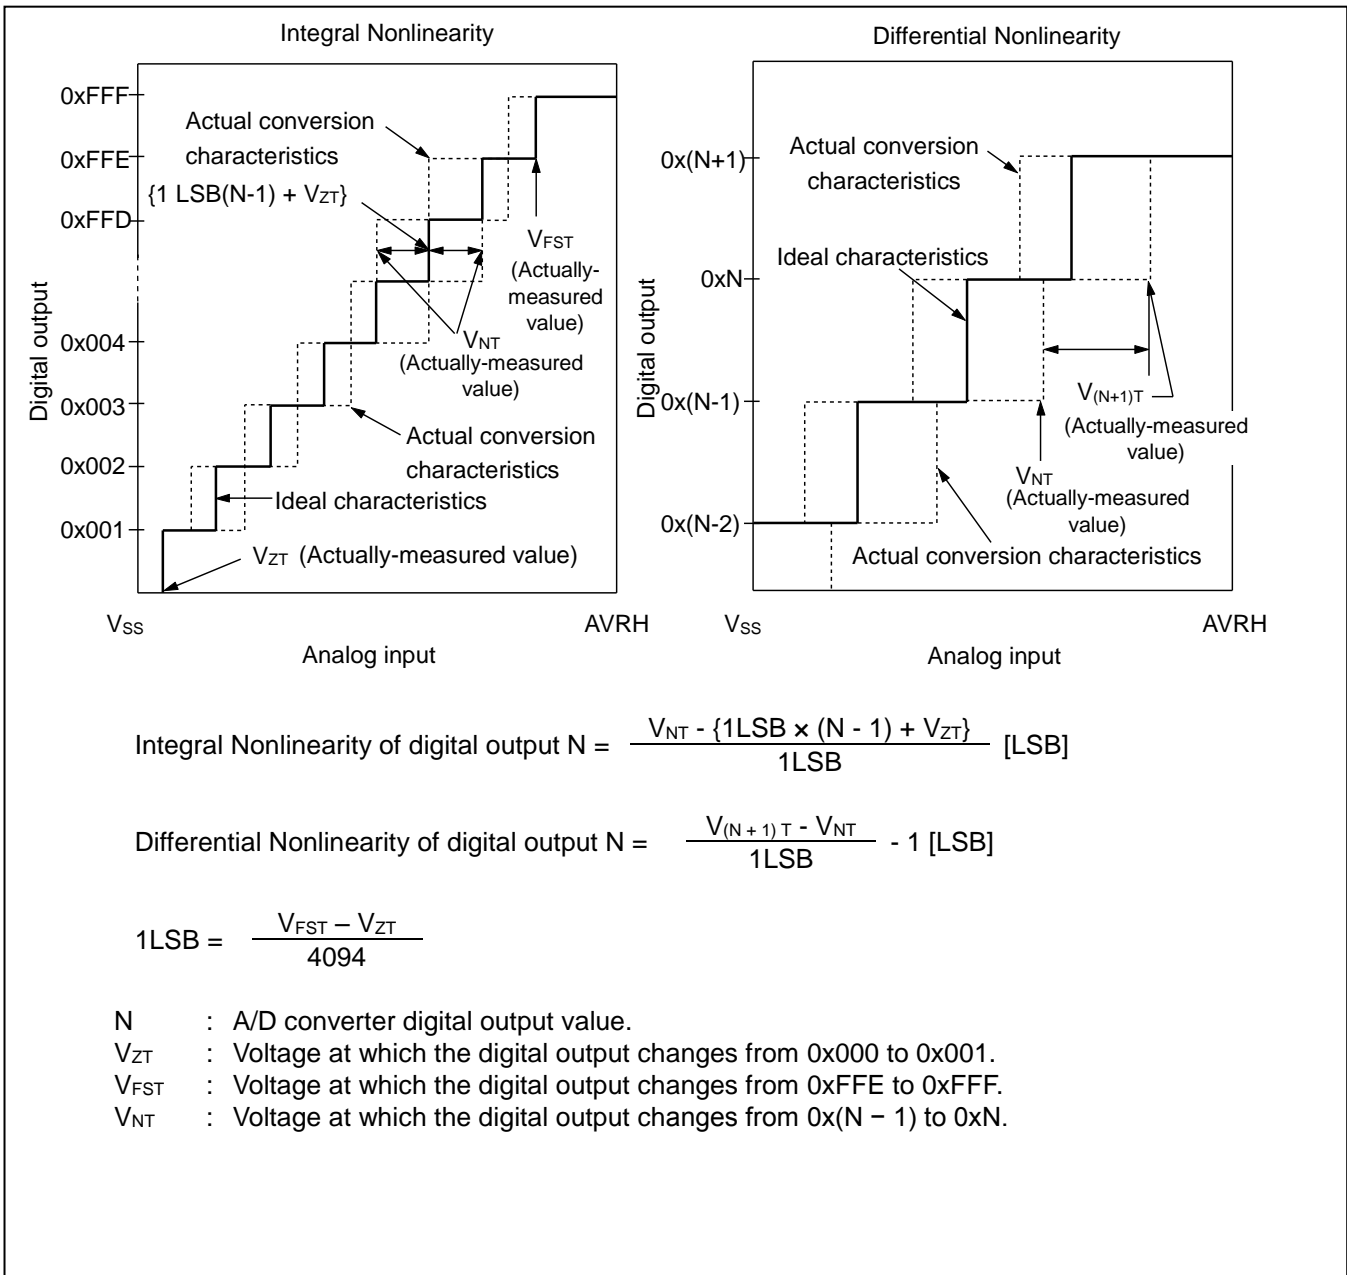 Integral Nonlinearity
0xFFF
0xFFE
0xFFD
0x004
0x003
0x002
0x001
Digital output
Actual conversion
characteristics
{1 LSB(N-1) + VZT}
VFST
(Actually-
measured
value)
VNT
(Actually-measured
value)
Actual conversion
characteristics
Ideal characteristics
VZT (Actually-measured value)
VSS
AVRH
Analog input
Differential Nonlinearity
0x(N+1)
0xN
0x(N-1)
0x(N-2)
Digital output
Actual conversion
characteristics
Ideal characteristics
V(N+1)T
(Actually-measured
value)
VNT
(Actually-measured
value)
Actual conversion characteristics
VSS
AVRH
Analog input
Integral Nonlinearity of digital output N = VNT - {1LSB × (N - 1) + VZT} / 1LSB [LSB]
Differential Nonlinearity of digital output N = V(N + 1) T - VNT / 1LSB - 1 [LSB]
1LSB = VFST – VZT / 4094
N : A/D converter digital output value.
VZT : Voltage at which the digital output changes from 0x000 to 0x001.
VFST : Voltage at which the digital output changes from 0xFFE to 0xFFF.
VNT : Voltage at which the digital output changes from 0x(N − 1) to 0xN.